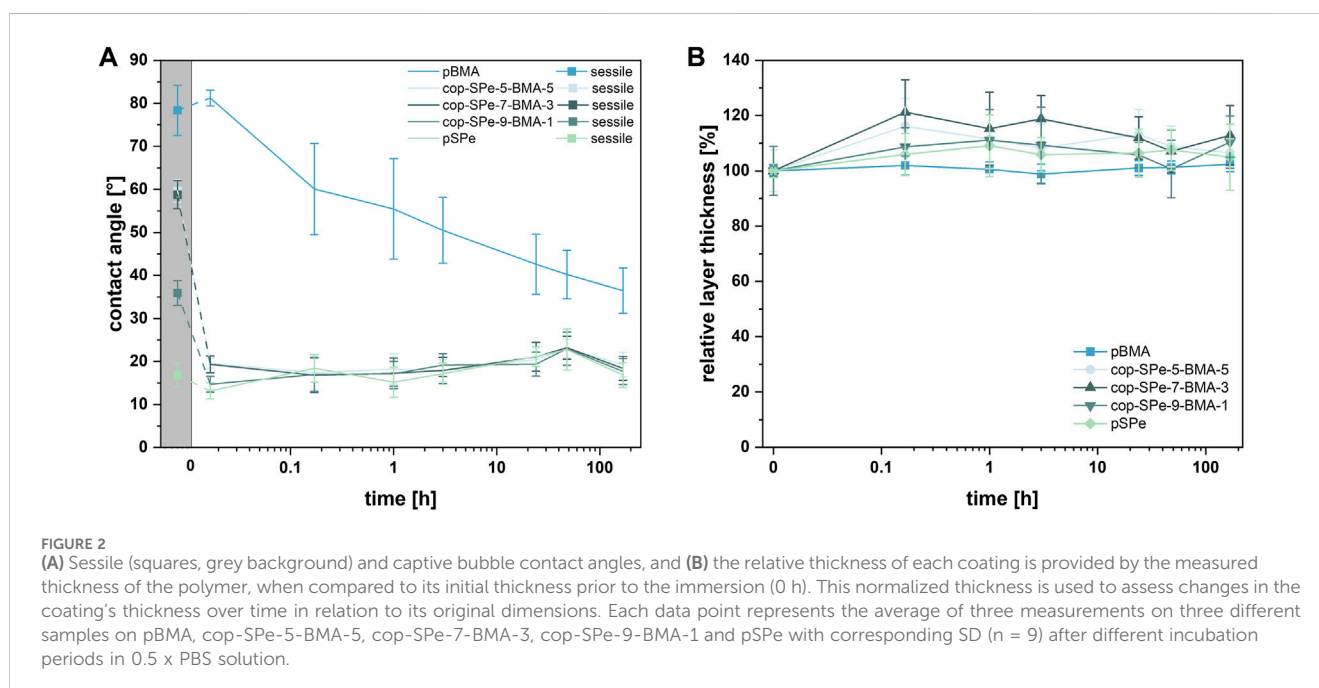 A
90
80
70
60
50
40
30
20
10
0
contact angle [°]
0
0.1
1
10
100
time [h]
pBMA
cop-SPe-5-BMA-5
cop-SPe-7-BMA-3
cop-SPe-9-BMA-1
pSPe
sessile
sessile
sessile
sessile
sessile
B
140
120
100
80
60
40
20
0
relative layer thickness [%]
0
0.1
1
10
100
time [h]
pBMA
cop-SPe-5-BMA-5
cop-SPe-7-BMA-3
cop-SPe-9-BMA-1
pSPe
FIGURE 2
(A) Sessile (squares, grey background) and captive bubble contact angles, and (B) the relative thickness of each coating is provided by the measured
thickness of the polymer, when compared to its initial thickness prior to the immersion (0 h). This normalized thickness is used to assess changes in the
coating's thickness over time in relation to its original dimensions. Each data point represents the average of three measurements on three different
samples on pBMA, cop-SPe-5-BMA-5, cop-SPe-7-BMA-3, cop-SPe-9-BMA-1 and pSPe with corresponding SD (n = 9) after different incubation
periods in 0.5 x PBS solution.